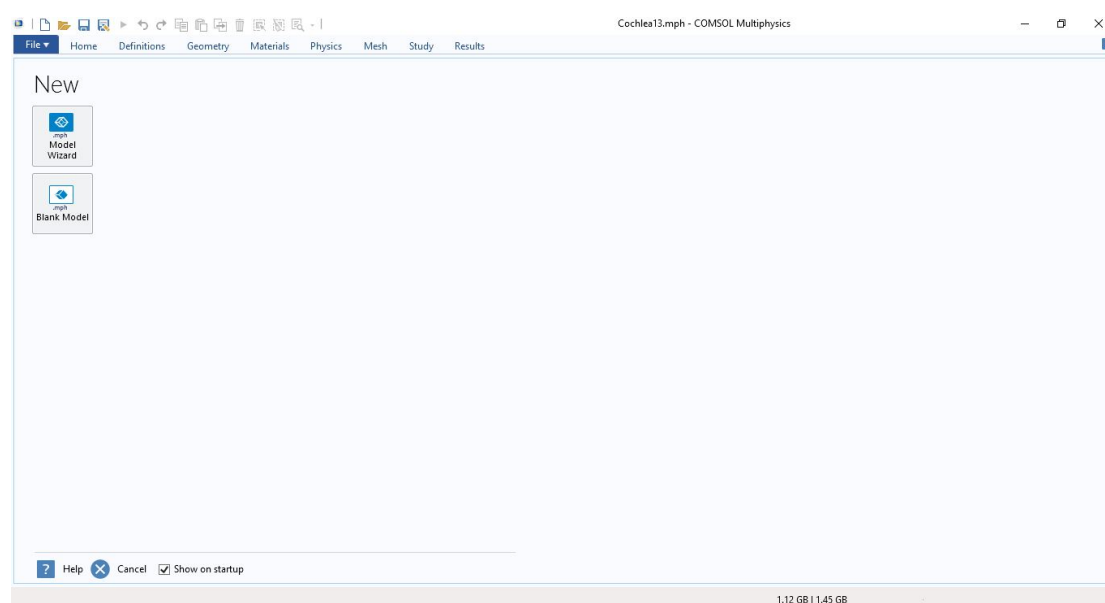 Cochlea13.mph - COMSOL Multiphysics
File Home Definitions Geometry Materials Physics Mesh Study Results
New
.mph
Model
Wizard
.mph
Blank Model
? Help Cancel Show on startup
1.12 GB | 1.45 GB